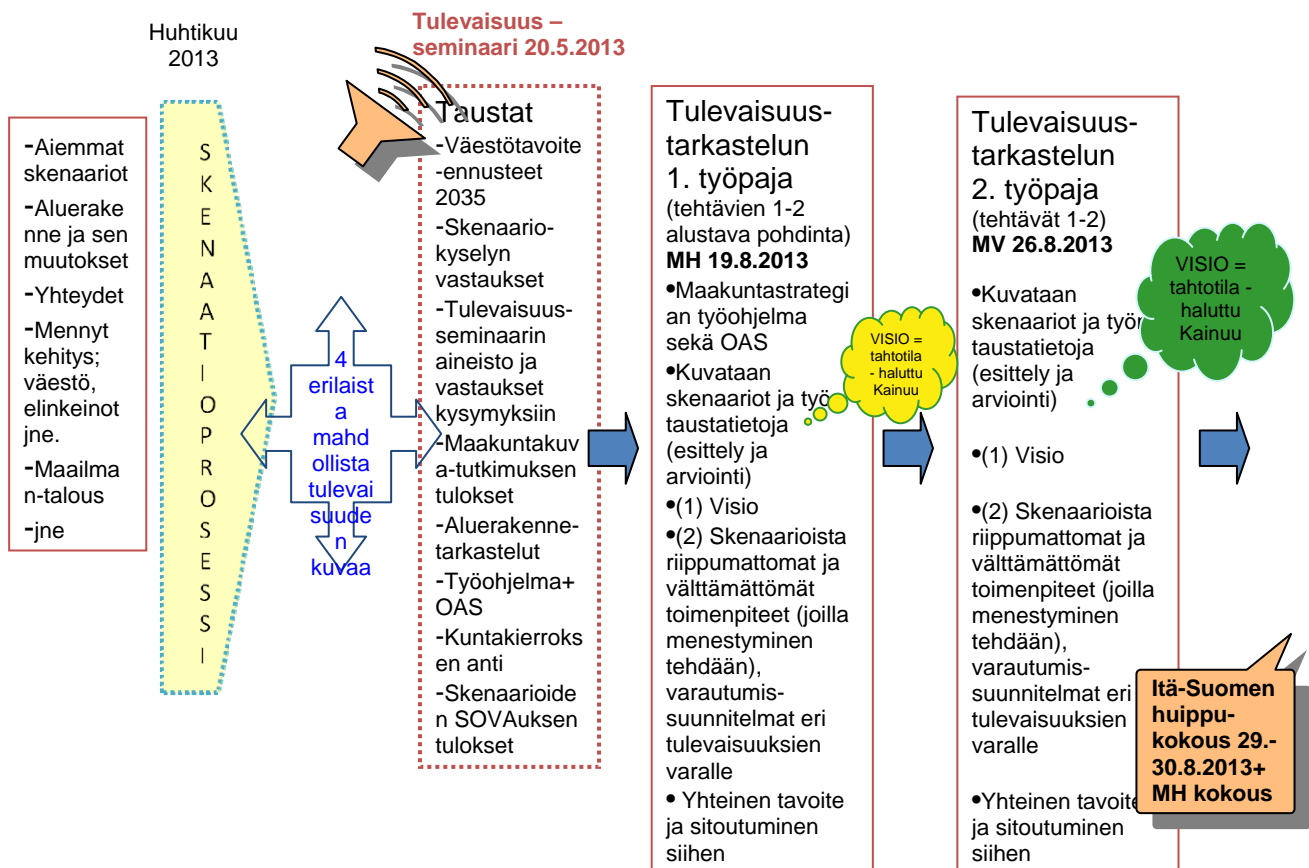 Huhtikuu
2013
-Aiemmat
skenaariot
-Aluerake
nne ja sen
muutokset
-Yhteydet
-Mennyt
kehitys;
väestö,
elinkeinot
jne.
-Maailma
n-talous
-jne
S
K
E
N
A
A
T
I
O
P
R
O
S
E
S
S
I
4
erilaist
a
mahd
ollista
tulevai
suude
n
kuvaa
Tulevaisuus –
seminaari 20.5.2013
Taustat
-Väestötavoite
-ennusteet
2035
-Skenaario-
kyselyn
vastaukset
-Tulevaisuus-
seminaarin
aineisto ja
vastaukset
kysymyksiin
-Maakuntakuv
a-tutkimuksen
tulokset
-Aluerakenne-
tarkastelut
-Työohjelma+
OAS
-Kuntakierroks
en anti
-Skenaarioide
n SOVAuksen
tulokset
Tulevaisuus-
tarkastelun
1. työpaja
(tehtävien 1-2
alustava pohdinta)
MH 19.8.2013
•Maakuntastrategi
an työohjelma
sekä OAS
•Kuvataan
skenaariot ja työn
taustatietoja
(esittely ja
arviointi)
•(1) Visio
•(2) Skenaarioista
riippumattomat ja
välttämättömät
toimenpiteet (joilla
menestyminen
tehdään),
varautumis-
suunnitelmat eri
tulevaisuuksien
varalle
• Yhteinen tavoite
ja sitoutuminen
siihen
VISIO =
tahtotila
- haluttu
Kainuu
Tulevaisuus-
tarkastelun
2. työpaja
(tehtävät 1-2)
MV 26.8.2013
•Kuvataan
skenaariot ja työn
taustatietoja
(esittely ja
arviointi)
•(1) Visio
•(2) Skenaarioista
riippumattomat ja
välttämättömät
toimenpiteet (joilla
menestyminen
tehdään),
varautumis-
suunnitelmat eri
tulevaisuuksien
varalle
•Yhteinen tavoite
ja sitoutuminen
siihen
VISIO =
tahtotila -
haluttu
Kainuu
Itä-Suomen
huippu-
kokous 29.-
30.8.2013+
MH kokous